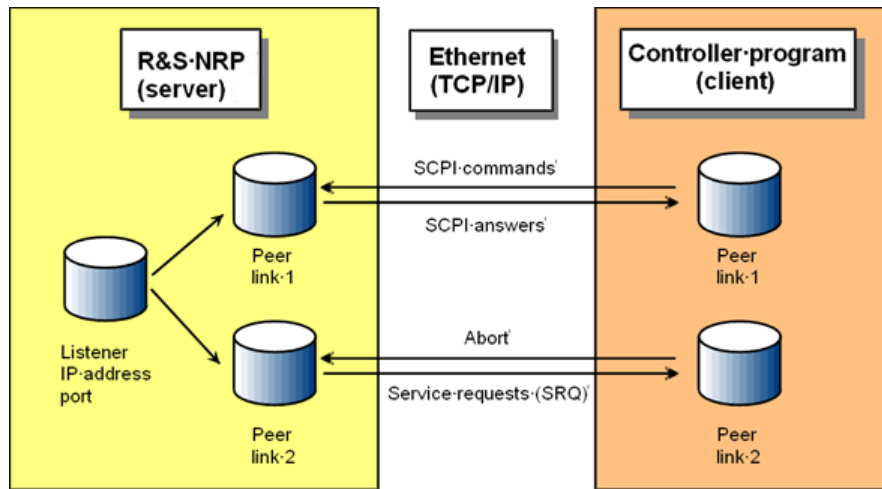 R&S·NRP
(server)
Ethernet
(TCP/IP)
Controller·program
(client)
SCPI·commands'
SCPI·answers'
Peer
link·1
Peer
link·1
Listener
IP·address
port
Abort'
Service·requests·(SRQ)'
Peer
link·2
Peer
link·2